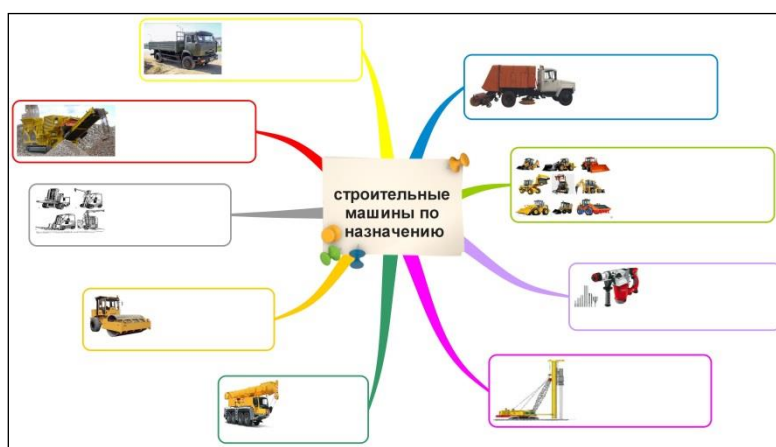 строительные
машины по
назначению